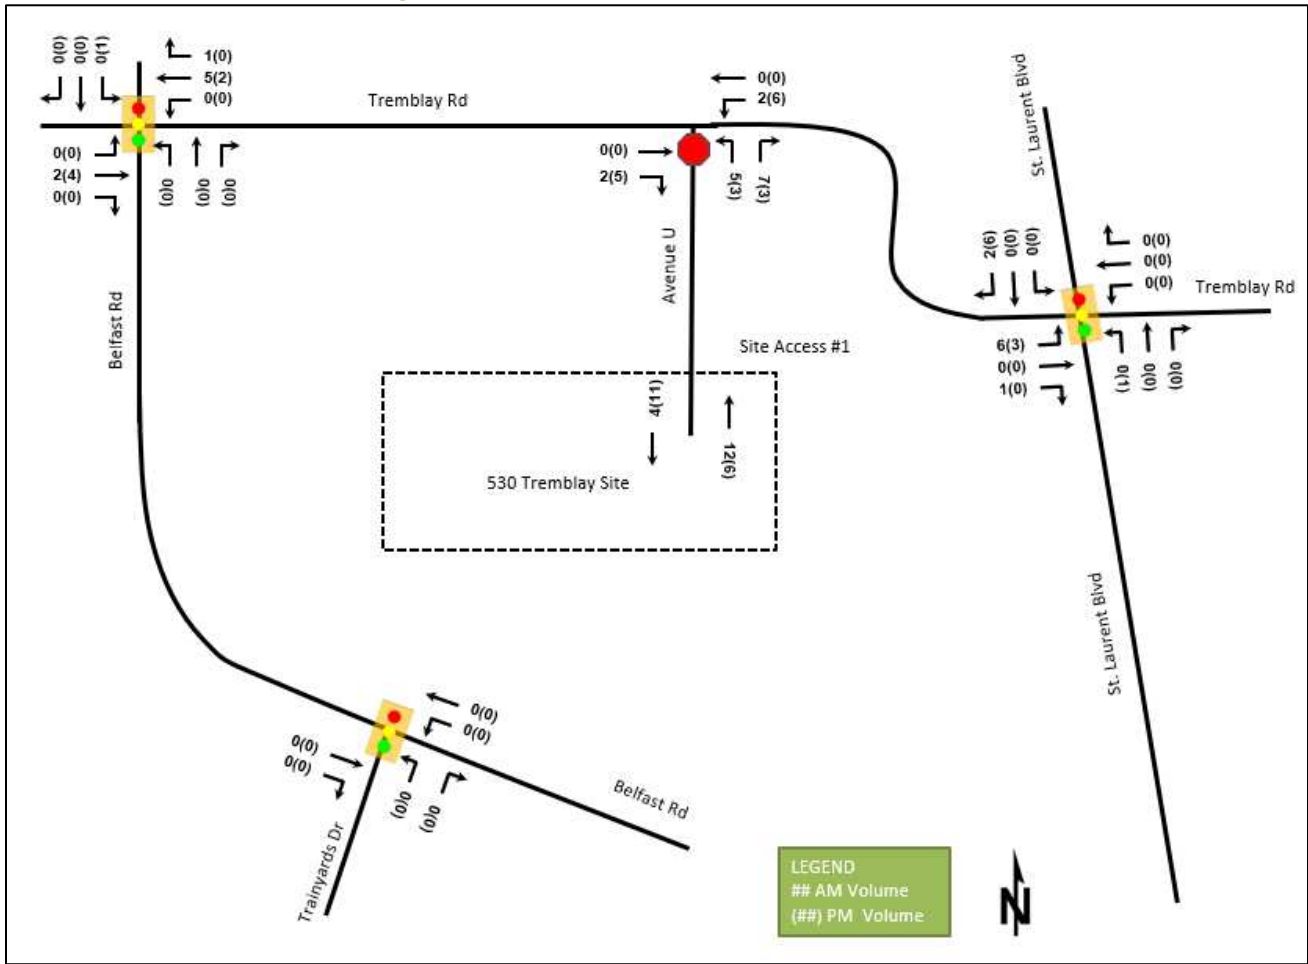 0(0)
0(0)
0(1)
1(0)
5(2)
0(0)
Tremblay Rd
0(0)
2(6)
0(0)
2(4)
0(0)
0(0)
0(0)
0(0)
0(0)
2(5)
5(3)
7(3)
St. Laurent Blvd
Avenue U
Belfast Rd
2(6)
0(0)
0(0)
0(0)
0(0)
0(0)
Tremblay Rd
6(3)
0(0)
1(0)
0(1)
0(0)
0(0)
Site Access #1
4(11)
12(6)
530 Tremblay Site
St. Laurent Blvd
0(0)
0(0)
0(0)
0(0)
0(0)
0(0)
Belfast Rd
Trainyards Dr
LEGEND
## AM Volume
(##) PM Volume
N